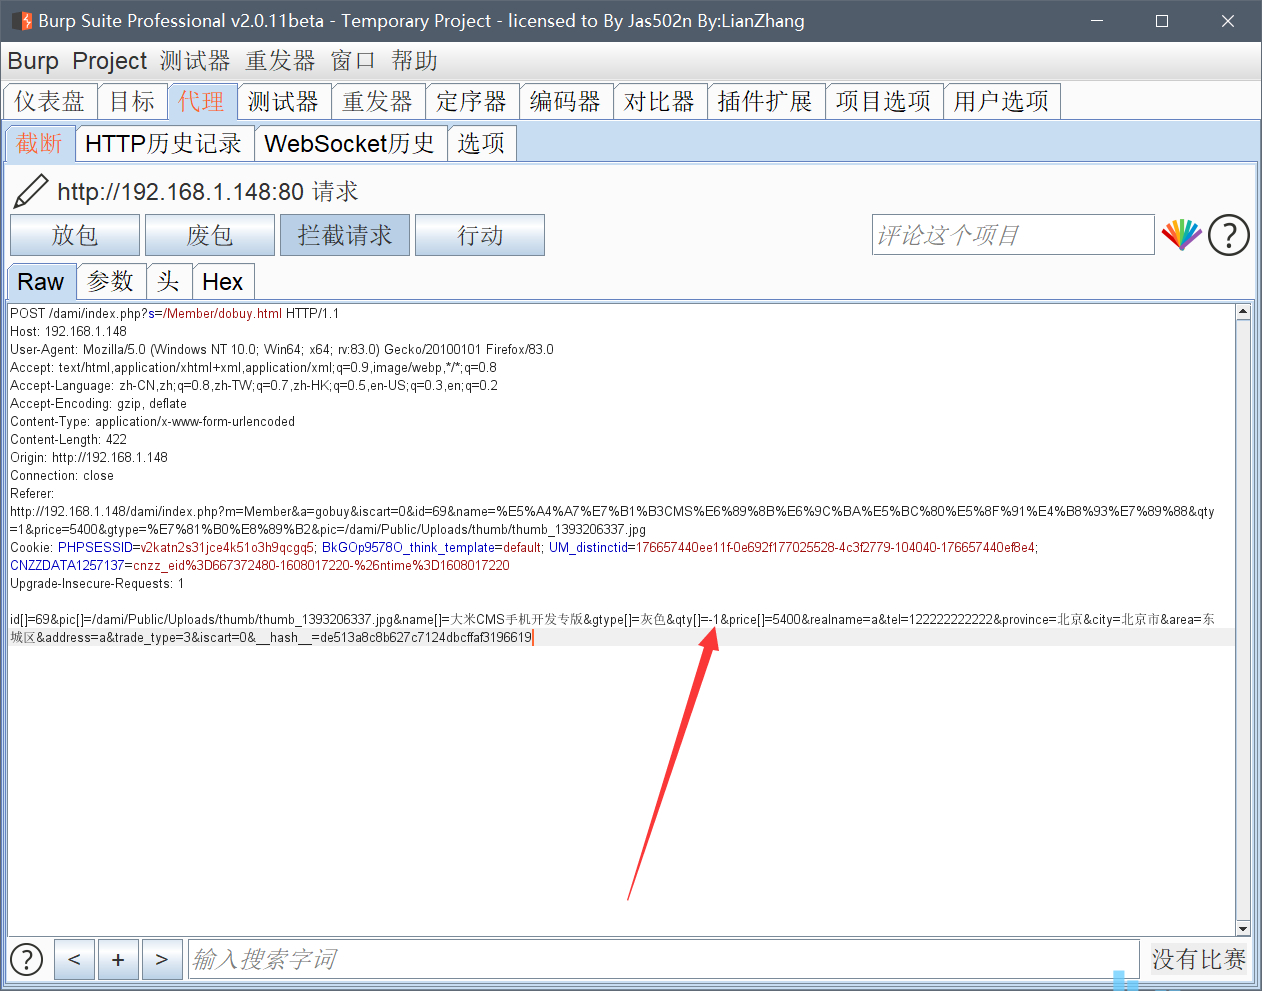 Burp Suite Professional v2.0.11beta - Temporary Project - licensed to By Jas502n By:LianZhang
Burp Project 测试器 重发器 窗口 帮助
仪表盘 目标 代理 测试器 重发器 定序器 编码器 对比器 插件扩展 项目选项 用户选项
截断 HTTP历史记录 WebSocket历史 选项
http://192.168.1.148:80 请求
放包 废包 拦截请求 行动 评论这个项目 ?
Raw 参数 头 Hex
POST /dami/index.php?s=/Member/dobuy.html HTTP/1.1
Host: 192.168.1.148
User-Agent: Mozilla/5.0 (Windows NT 10.0; Win64; x64; rv:83.0) Gecko/20100101 Firefox/83.0
Accept: text/html,application/xhtml+xml,application/xml;q=0.9,image/webp,*/*;q=0.8
Accept-Language: zh-CN,zh;q=0.8,zh-TW;q=0.7,zh-HK;q=0.5,en-US;q=0.3,en;q=0.2
Accept-Encoding: gzip, deflate
Content-Type: application/x-www-form-urlencoded
Content-Length: 422
Origin: http://192.168.1.148
Connection: close
Referer:
http://192.168.1.148/dami/index.php?m=Member&a=gobuy&iscart=0&id=69&name=%E5%A4%A7%E7%B1%B3CMS%E6%89%8B%E6%9C%BA%E5%BC%80%E5%8F%91%E4%B8%93%E7%89%88&qty
=1&price=5400&gtype=%E7%81%B0%E8%89%B2&pic=/dami/Public/Uploads/thumb/thumb_1393206337.jpg
Cookie: PHPSESSID=v2katn2s31jce4k51o3h9qcgq5; BkGOp9578O_think_template=default; UM_distinctid=176657440ee11f-0e692f177025528-4c3f2779-104040-176657440ef8e4;
CNZZDATA1257137=cnzz_eid%3D667372480-1608017220-%26ntime%3D1608017220
Upgrade-Insecure-Requests: 1
id[]=69&pic[]=/dami/Public/Uploads/thumb/thumb_1393206337.jpg&name[]=大米CMS手机开发专版&gtype[]=灰色&qty[]=-1&price[]=5400&realname=a&tel=122222222222&province=北京&city=北京市&area=东
城区&address=a&trade_type=3&iscart=0&__hash__=de513a8c8b627c7124dbcffaf3196619
? < + > 输入搜索字词 没有比赛